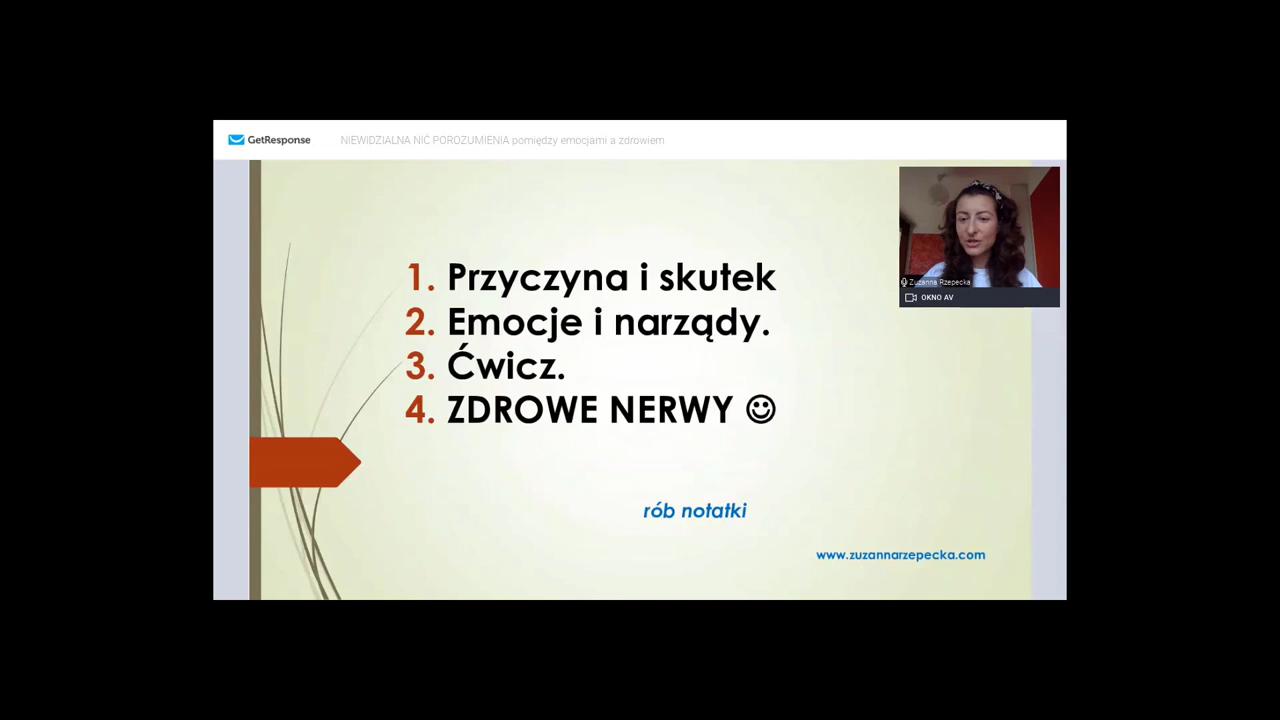 GetResponse
NIEWIDZIALNA NIĆ POROZUMIENIA pomiędzy emocjami a zdrowiem
Zuzanna Rzepecka
OKNO AV
1. Przyczyna i skutek
2. Emocje i narządy.
3. Ćwicz.
4. ZDROWE NERWY ☺
rób notatki
www.zuzannarzepecka.com